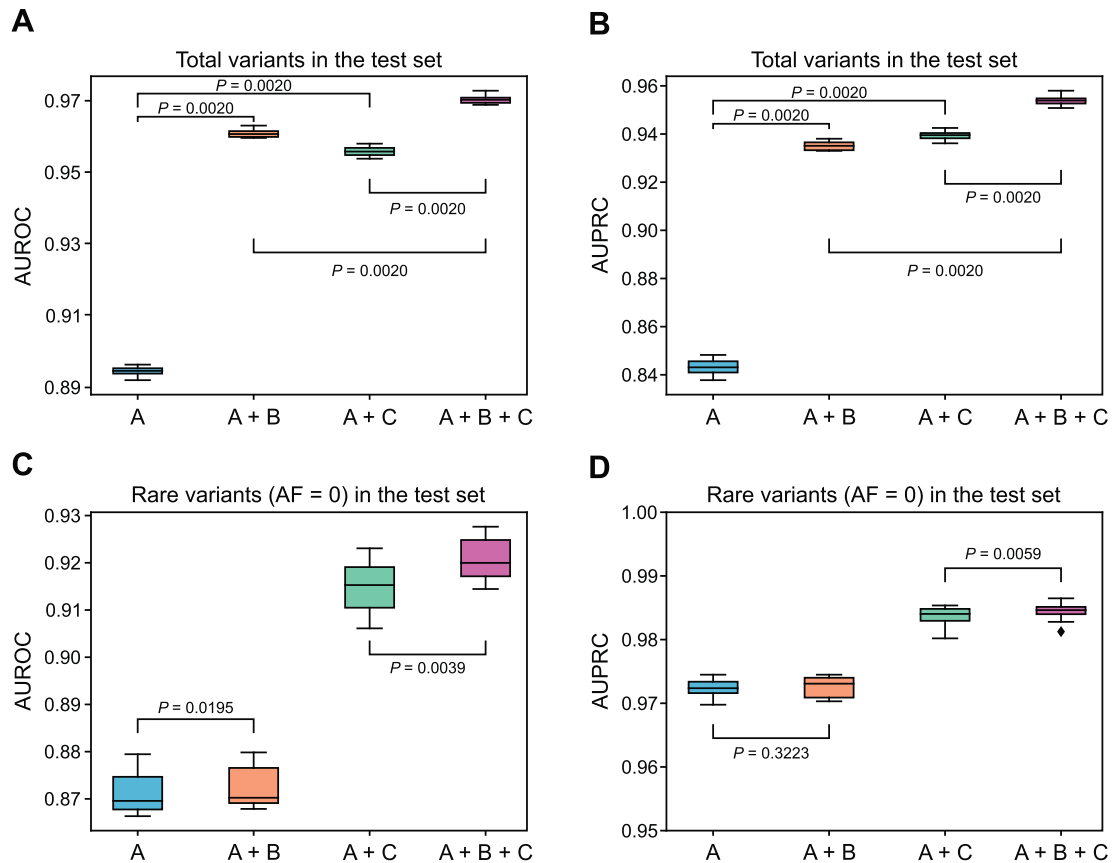 A
Total variants in the test set
AUROC
0.97
0.95
0.93
0.91
0.89
P = 0.0020
P = 0.0020
P = 0.0020
P = 0.0020
A
A + B
A + C
A + B + C
B
Total variants in the test set
AUPRC
0.96
0.94
0.92
0.90
0.88
0.86
0.84
P = 0.0020
P = 0.0020
P = 0.0020
P = 0.0020
A
A + B
A + C
A + B + C
C
Rare variants (AF = 0) in the test set
AUROC
0.93
0.92
0.91
0.90
0.89
0.88
0.87
P = 0.0039
P = 0.0195
A
A + B
A + C
A + B + C
D
Rare variants (AF = 0) in the test set
AUPRC
1.00
0.99
0.98
0.97
0.96
0.95
P = 0.0059
P = 0.3223
A
A + B
A + C
A + B + C